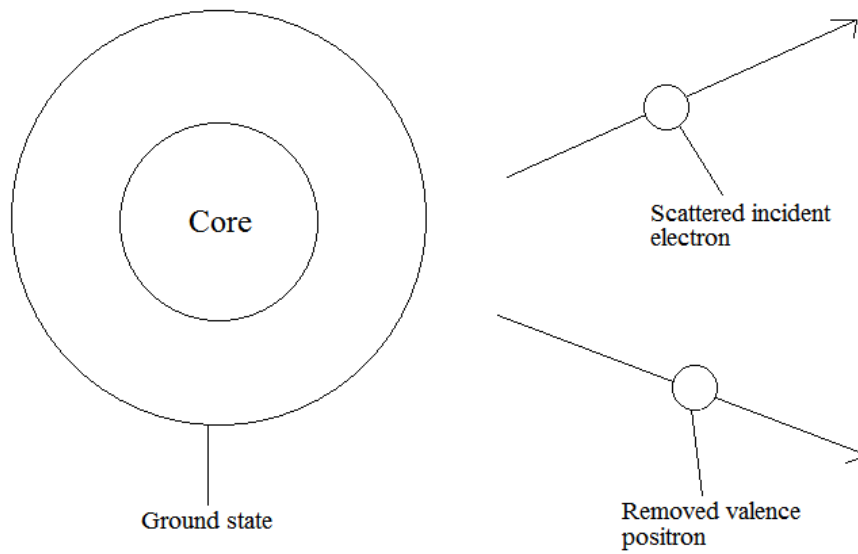 Core
Scattered incident
electron
Ground state
Removed valence
positron